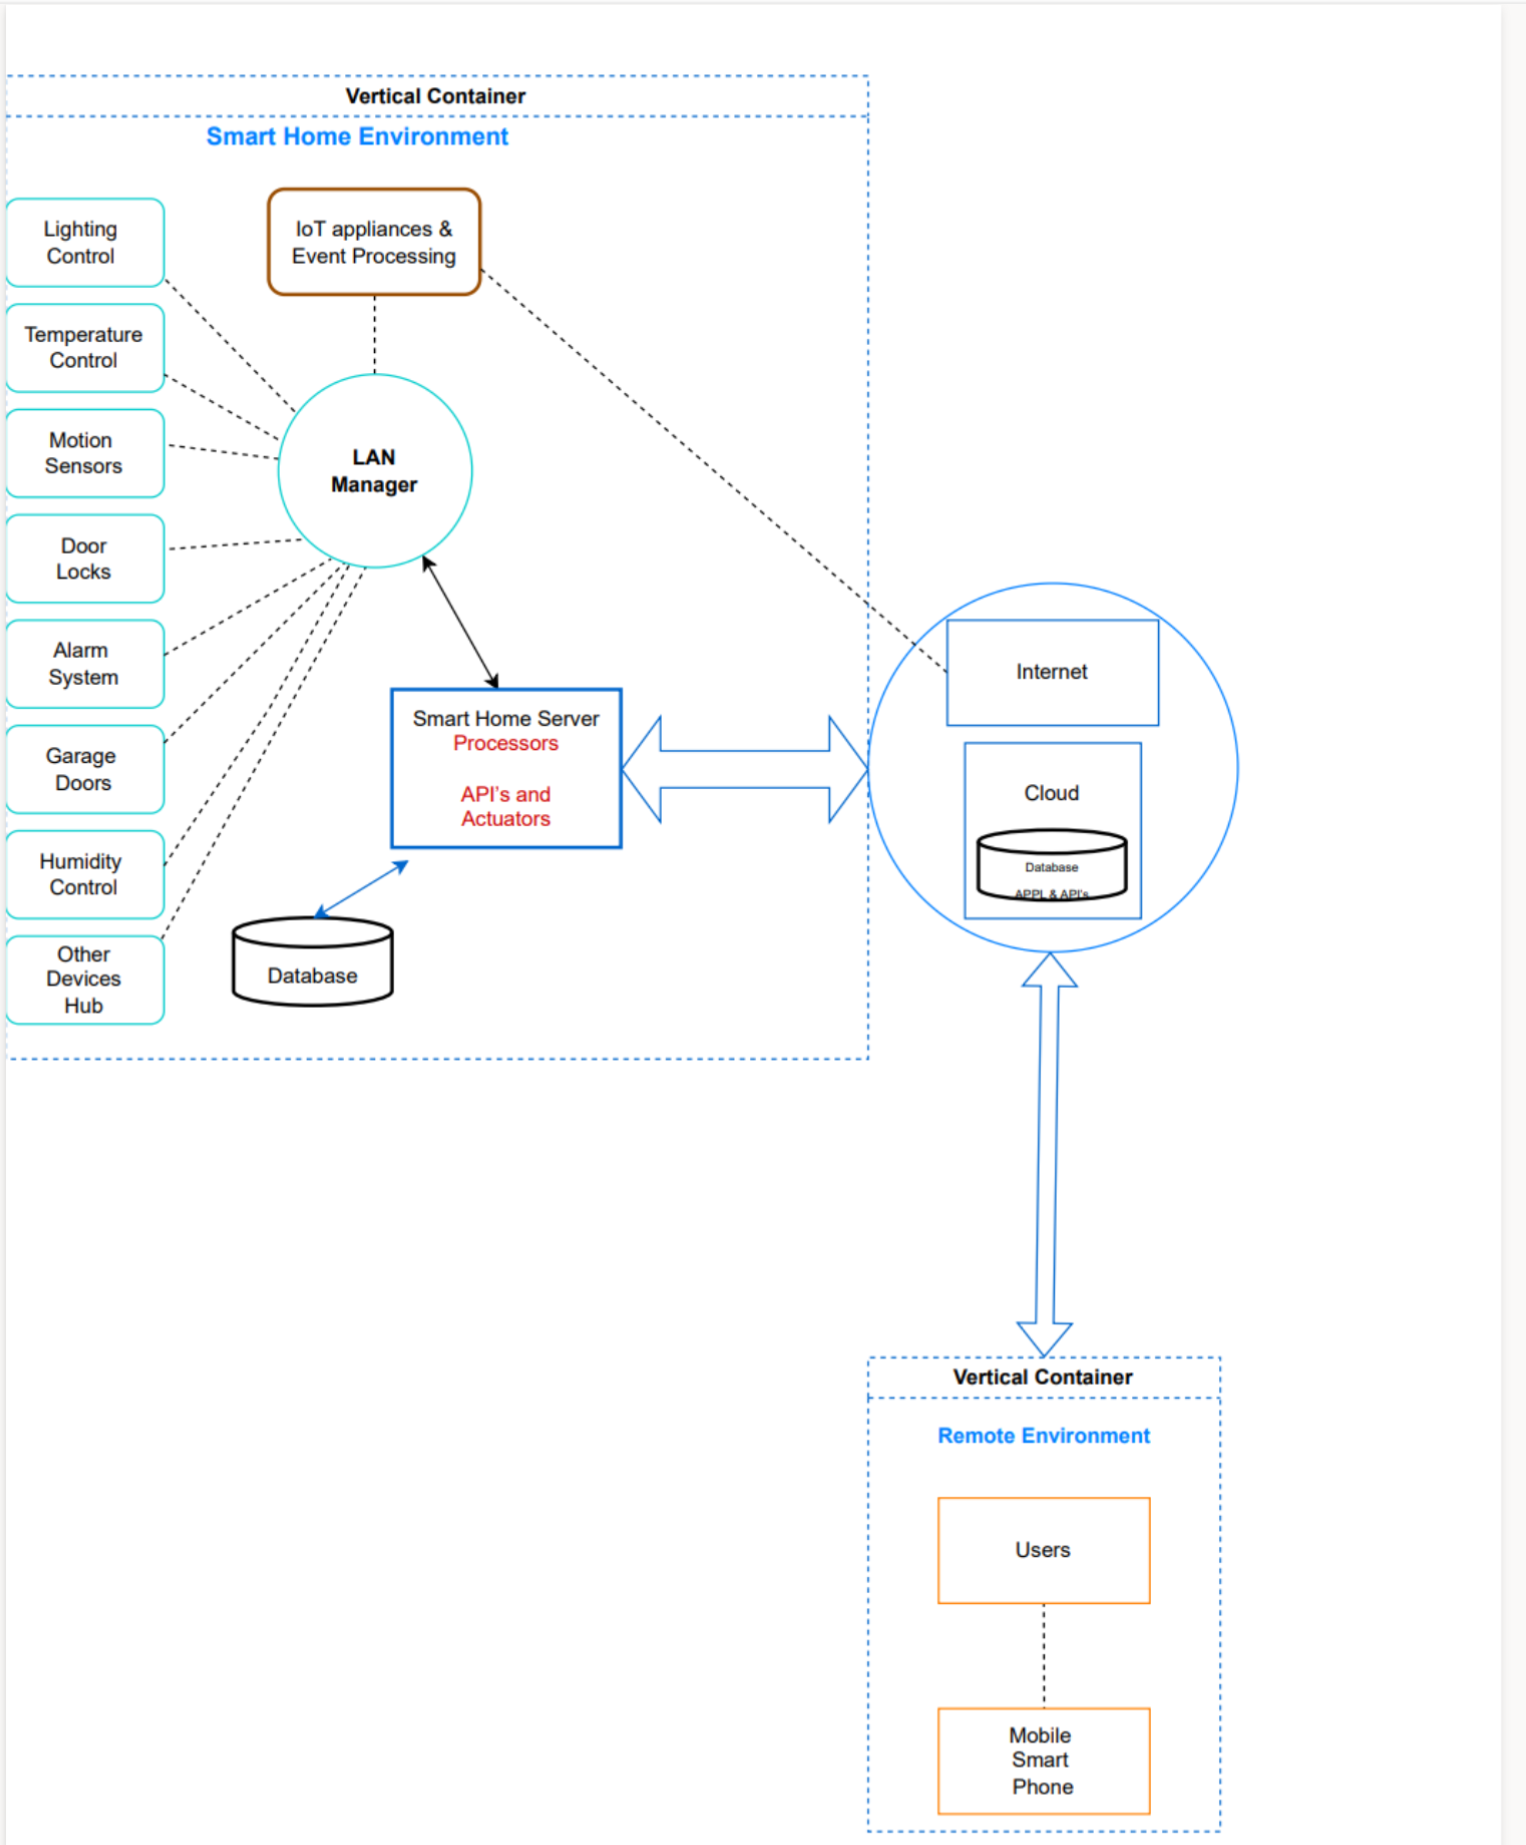 Vertical Container
Smart Home Environment
Lighting
Control
IoT appliances &
Event Processing
Temperature
Control
Motion
Sensors
LAN
Manager
Door
Locks
Alarm
System
Garage
Doors
Humidity
Control
Other
Devices
Hub
Smart Home Server
Processors
API's and
Actuators
Database
Internet
Cloud
Database
APPL & API's
Vertical Container
Remote Environment
Users
Mobile
Smart
Phone